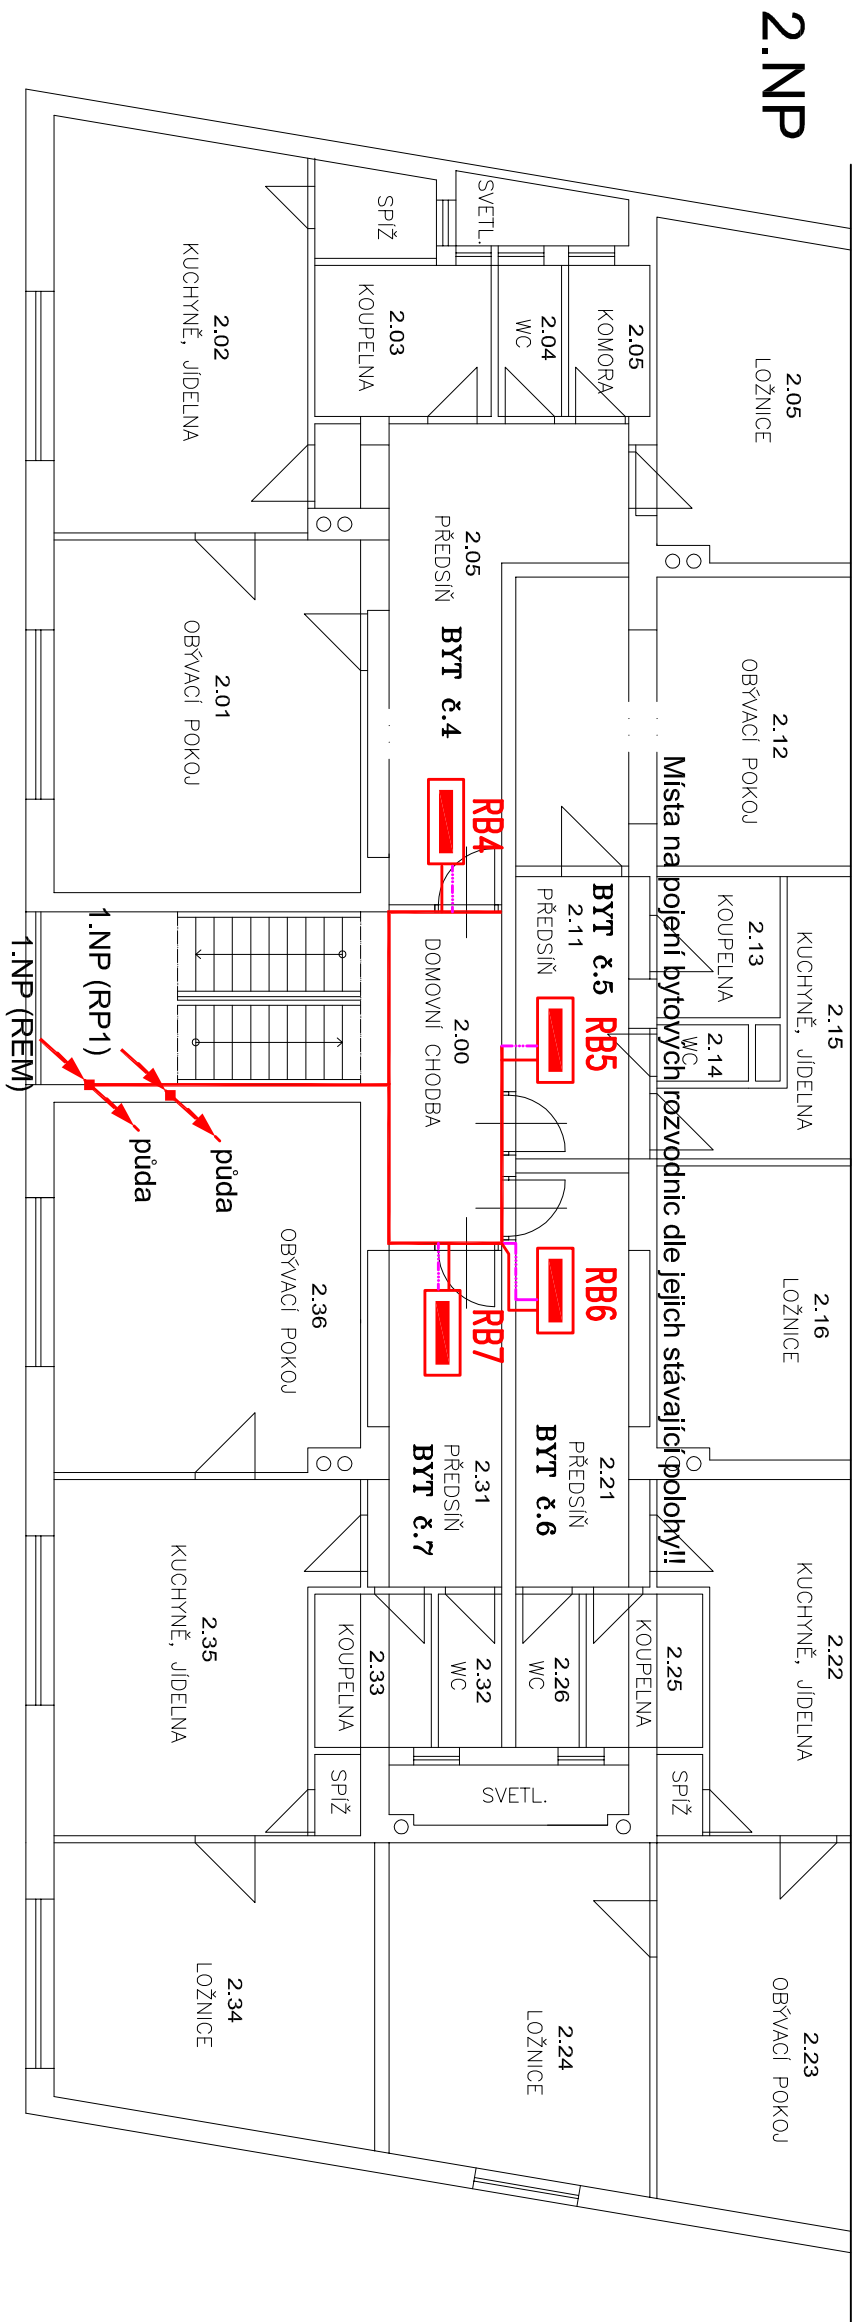 2.NP
2.05
LOŽNICE
2.12
OBÝVACÍ POKOJ
2.15
KUCHYNĚ, JÍDELNA
2.16
LOŽNICE
2.22
KUCHYNĚ, JÍDELNA
2.23
OBÝVACÍ POKOJ
Místa na pojení bytových rozvodnic dle jejich stávající polohy!!
SVETL.
SPÍŽ
2.03
KOUPELNA
2.04
WC
2.05
KOMORA
2.13
KOUPELNA
2.14
WC
2.05
PŘEDSÍŇ
BYT č.4
RB4
BYT č.5
2.11
PŘEDSÍŇ
RB5
RB6
2.21
PŘEDSÍŇ
BYT č.6
2.25
KOUPELNA
2.26
WC
SPÍŽ
2.00
DOMOVNÍ CHODBA
RB7
2.31
PŘEDSÍŇ
BYT č.7
2.32
WC
2.33
KOUPELNA
SVETL.
SPÍŽ
2.24
LOŽNICE
2.02
KUCHYNĚ, JÍDELNA
2.01
OBÝVACÍ POKOJ
1.NP (RP1)
půda
1.NP (REM)
půda
2.36
OBÝVACÍ POKOJ
2.35
KUCHYNĚ, JÍDELNA
2.34
LOŽNICE